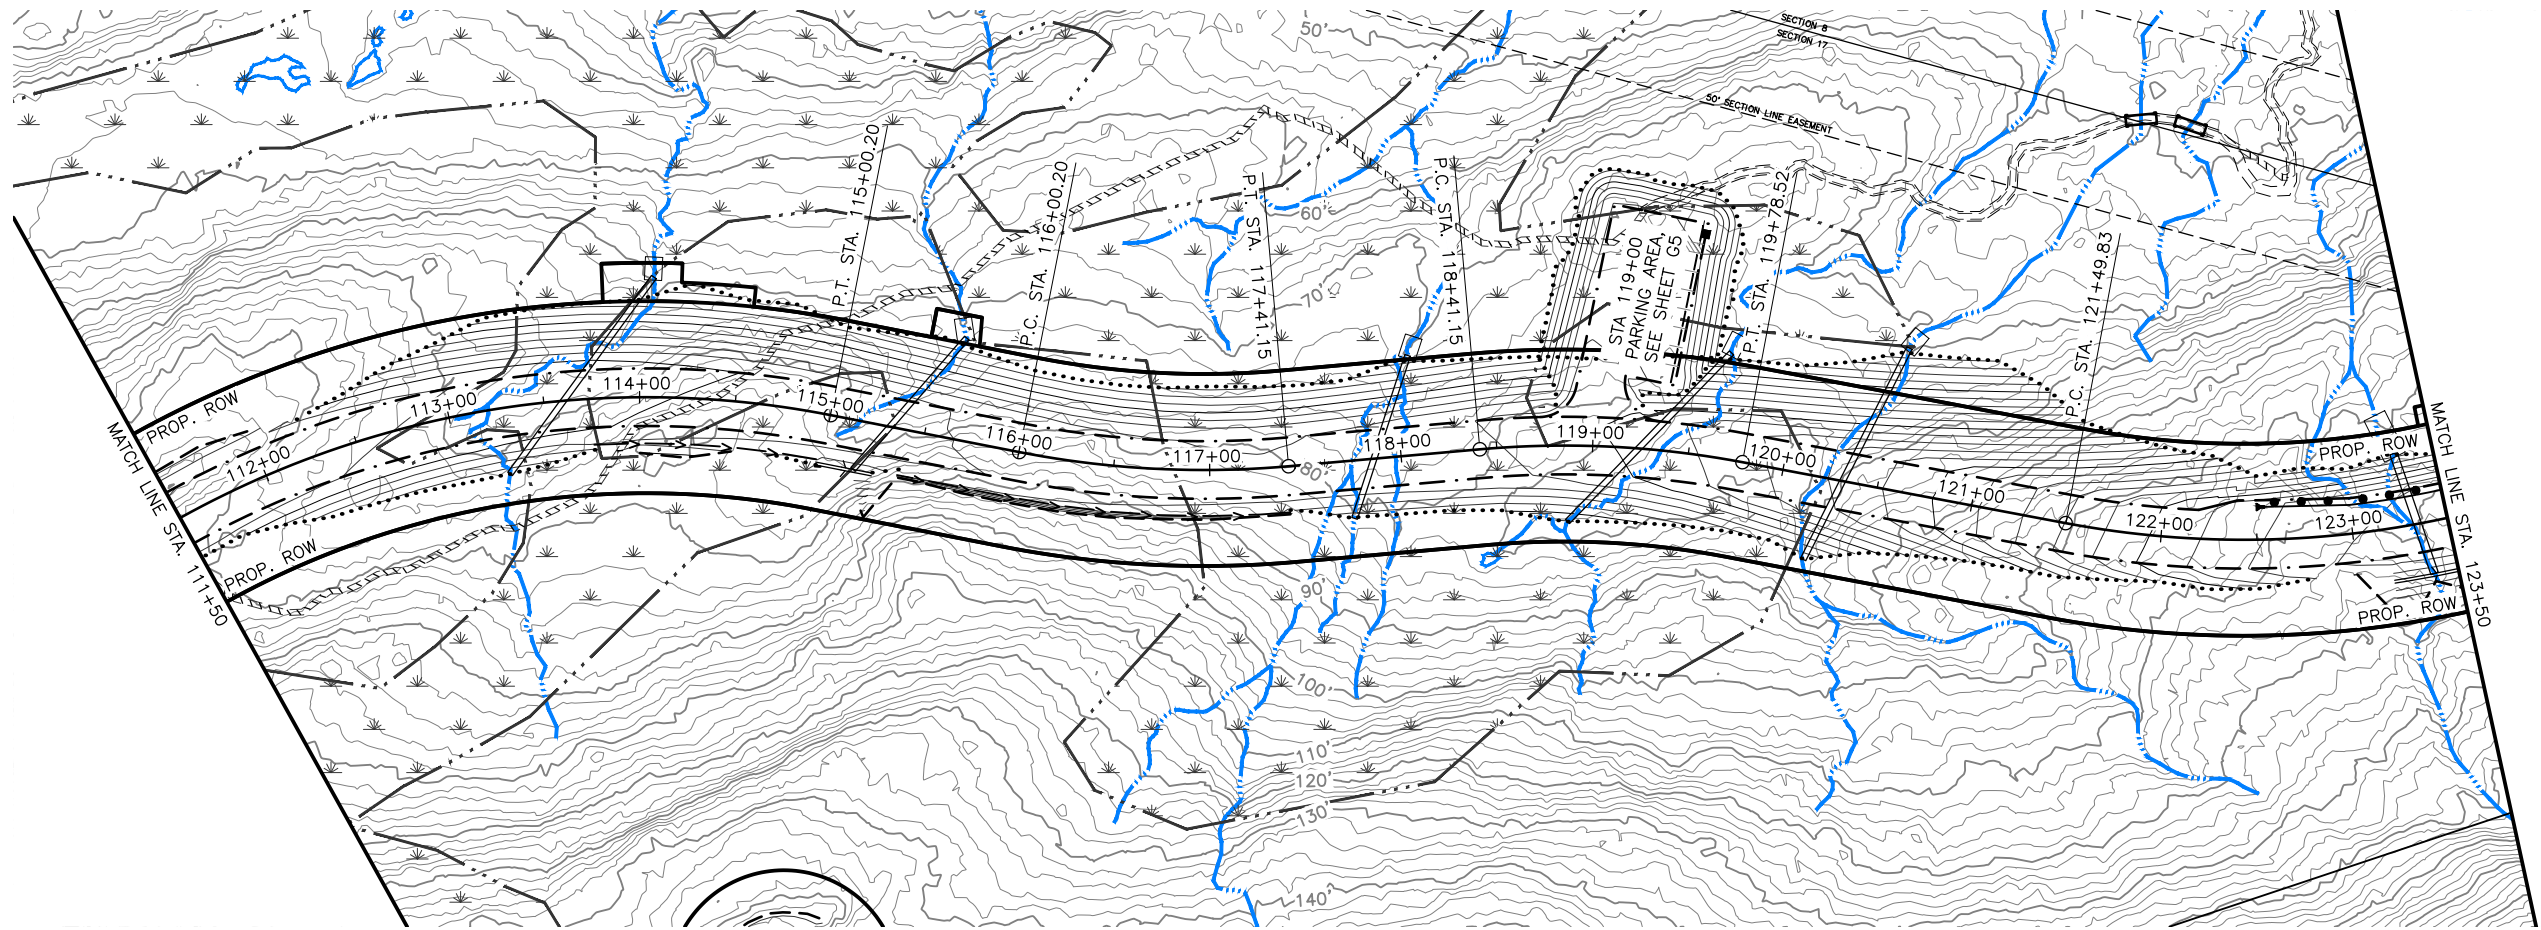 50'
SECTION 8
SECTION 17
50' SECTION LINE EASEMENT
60'
70'
80'
90'
100'
110'
120'
130'
140'
P.T. STA. 115+00.20
P.C. STA. 116+00.20
P.T. STA. 117+41.15
P.C. STA. 118+41.15
P.T. STA. 119+78.52
P.C. STA. 121+49.83
STA 119+00
PARKING AREA,
SEE SHEET G5
MATCH LINE STA. 111+50
PROP. ROW
PROP. ROW
112+00
113+00
114+00
115+00
116+00
117+00
118+00
119+00
120+00
121+00
122+00
123+00
PROP. ROW
PROP. ROW
MATCH LINE STA. 123+50